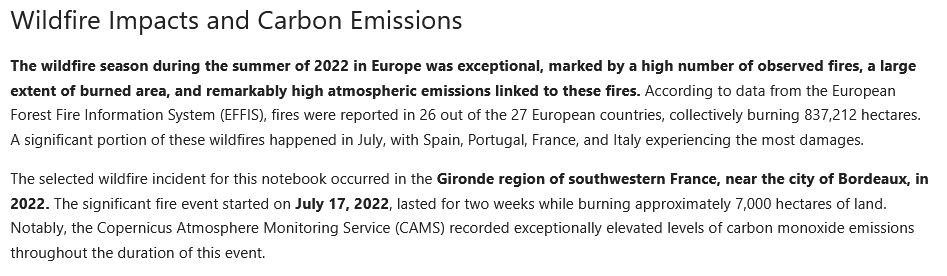 Wildfire Impacts and Carbon Emissions
The wildfire season during the summer of 2022 in Europe was exceptional, marked by a high number of observed fires, a large
extent of burned area, and remarkably high atmospheric emissions linked to these fires. According to data from the European
Forest Fire Information System (EFFIS), fires were reported in 26 out of the 27 European countries, collectively burning 837,212 hectares.
A significant portion of these wildfires happened in July, with Spain, Portugal, France, and Italy experiencing the most damages.
The selected wildfire incident for this notebook occurred in the Gironde region of southwestern France, near the city of Bordeaux, in
2022. The significant fire event started on July 17, 2022, lasted for two weeks while burning approximately 7,000 hectares of land.
Notably, the Copernicus Atmosphere Monitoring Service (CAMS) recorded exceptionally elevated levels of carbon monoxide emissions
throughout the duration of this event.